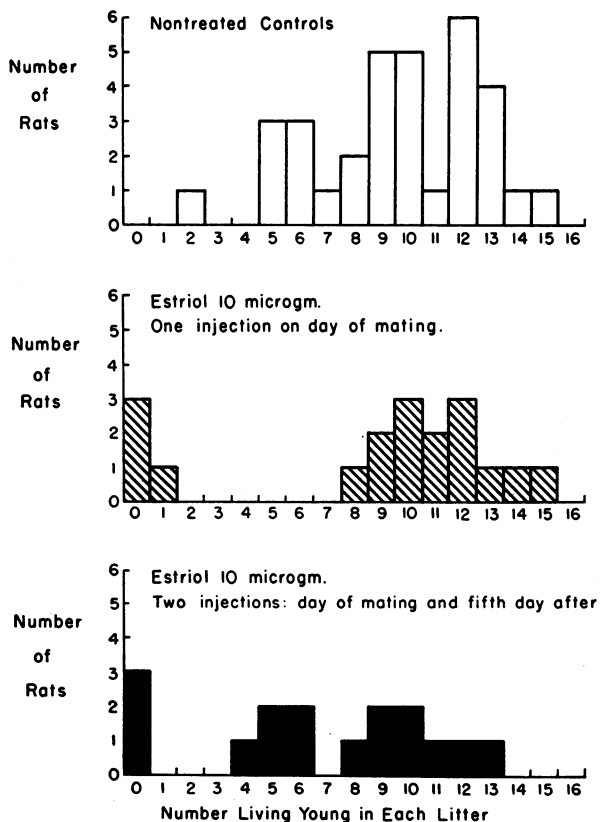 Nontreated Controls
Number
of
Rats
6
5
4
3
2
1
0 1 2 3 4 5 6 7 8 9 10 11 12 13 14 15 16
Estriol 10 microgm.
One injection on day of mating.
Number
of
Rats
6
5
4
3
2
1
0
0 1 2 3 4 5 6 7 8 9 10 11 12 13 14 15 16
Estriol 10 microgm.
Two injections: day of mating and fifth day after
Number
of
Rats
6
5
4
3
2
1
0
0 1 2 3 4 5 6 7 8 9 10 11 12 13 14 15 16
Number Living Young in Each Litter